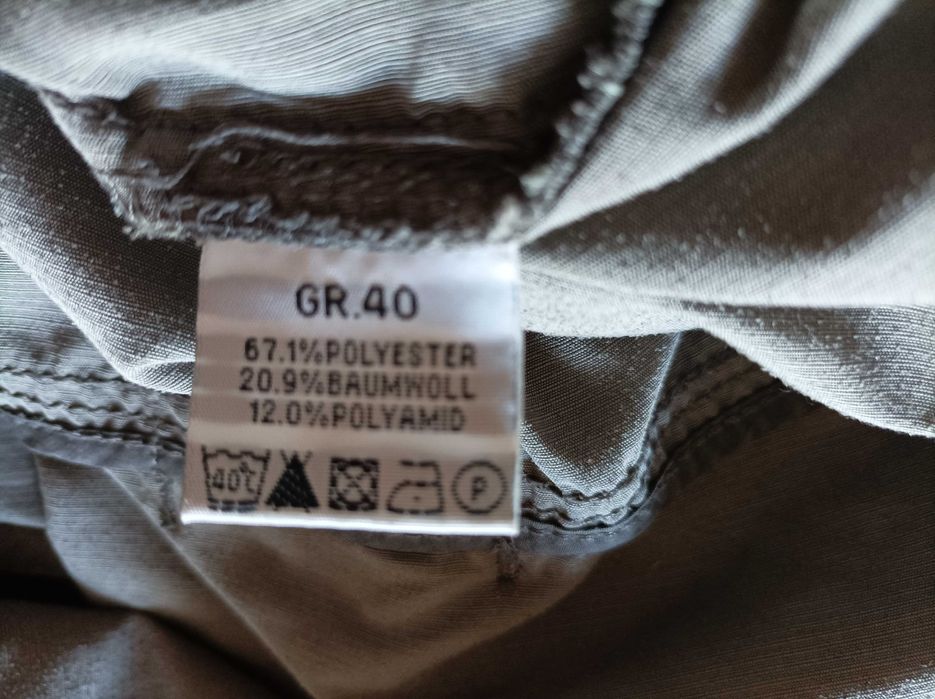 GR.40
67.1%POLYESTER
20.9%BAUMWOLL
12.0%POLYAMID
40°C P